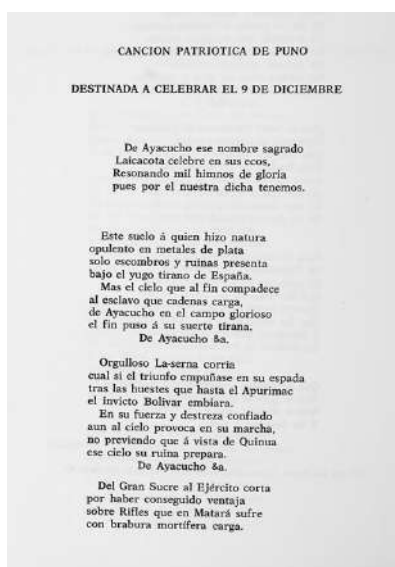 CANCION PATRIOTICA DE PUNO
DESTINADA A CELEBRAR EL 9 DE DICIEMBRE
De Ayacucho ese nombre sagrado
Laicacota celebre en sus ecos,
Resonando mil himnos de gloria
pues por el nuestra dicha tenemos.
Este suelo á quien hizo natura
opulento en metales de plata
solo escombros y ruinas presenta
bajo el yugo tirano de España.
Mas el cielo que al fin compadece
al esclavo que cadenas carga,
de Ayacucho en el campo glorioso
el fin puso á su suerte tirana.
De Ayacucho &a.
Orgulloso La-serna corria
cual si el triunfo empuñase en su espada
tras las huestes que hasta el Apurimac
el invicto Bolivar embiara.
En su fuerza y destreza confiado
aun al cielo provoca en su marcha,
no previendo que á vista de Quinua
ese cielo su ruina prepara.
De Ayacucho &a.
Del Gran Sucre al Ejército corta
por haber conseguido ventaja
sobre Rifles que en Matará sufre
con brabura mortífera carga.